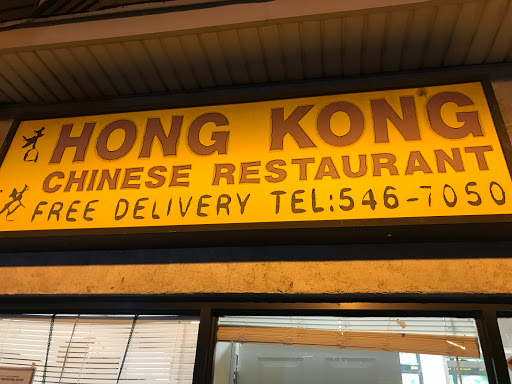 HONG KONG
CHINESE RESTAURANT
FREE DELIVERY TEL:546-7050